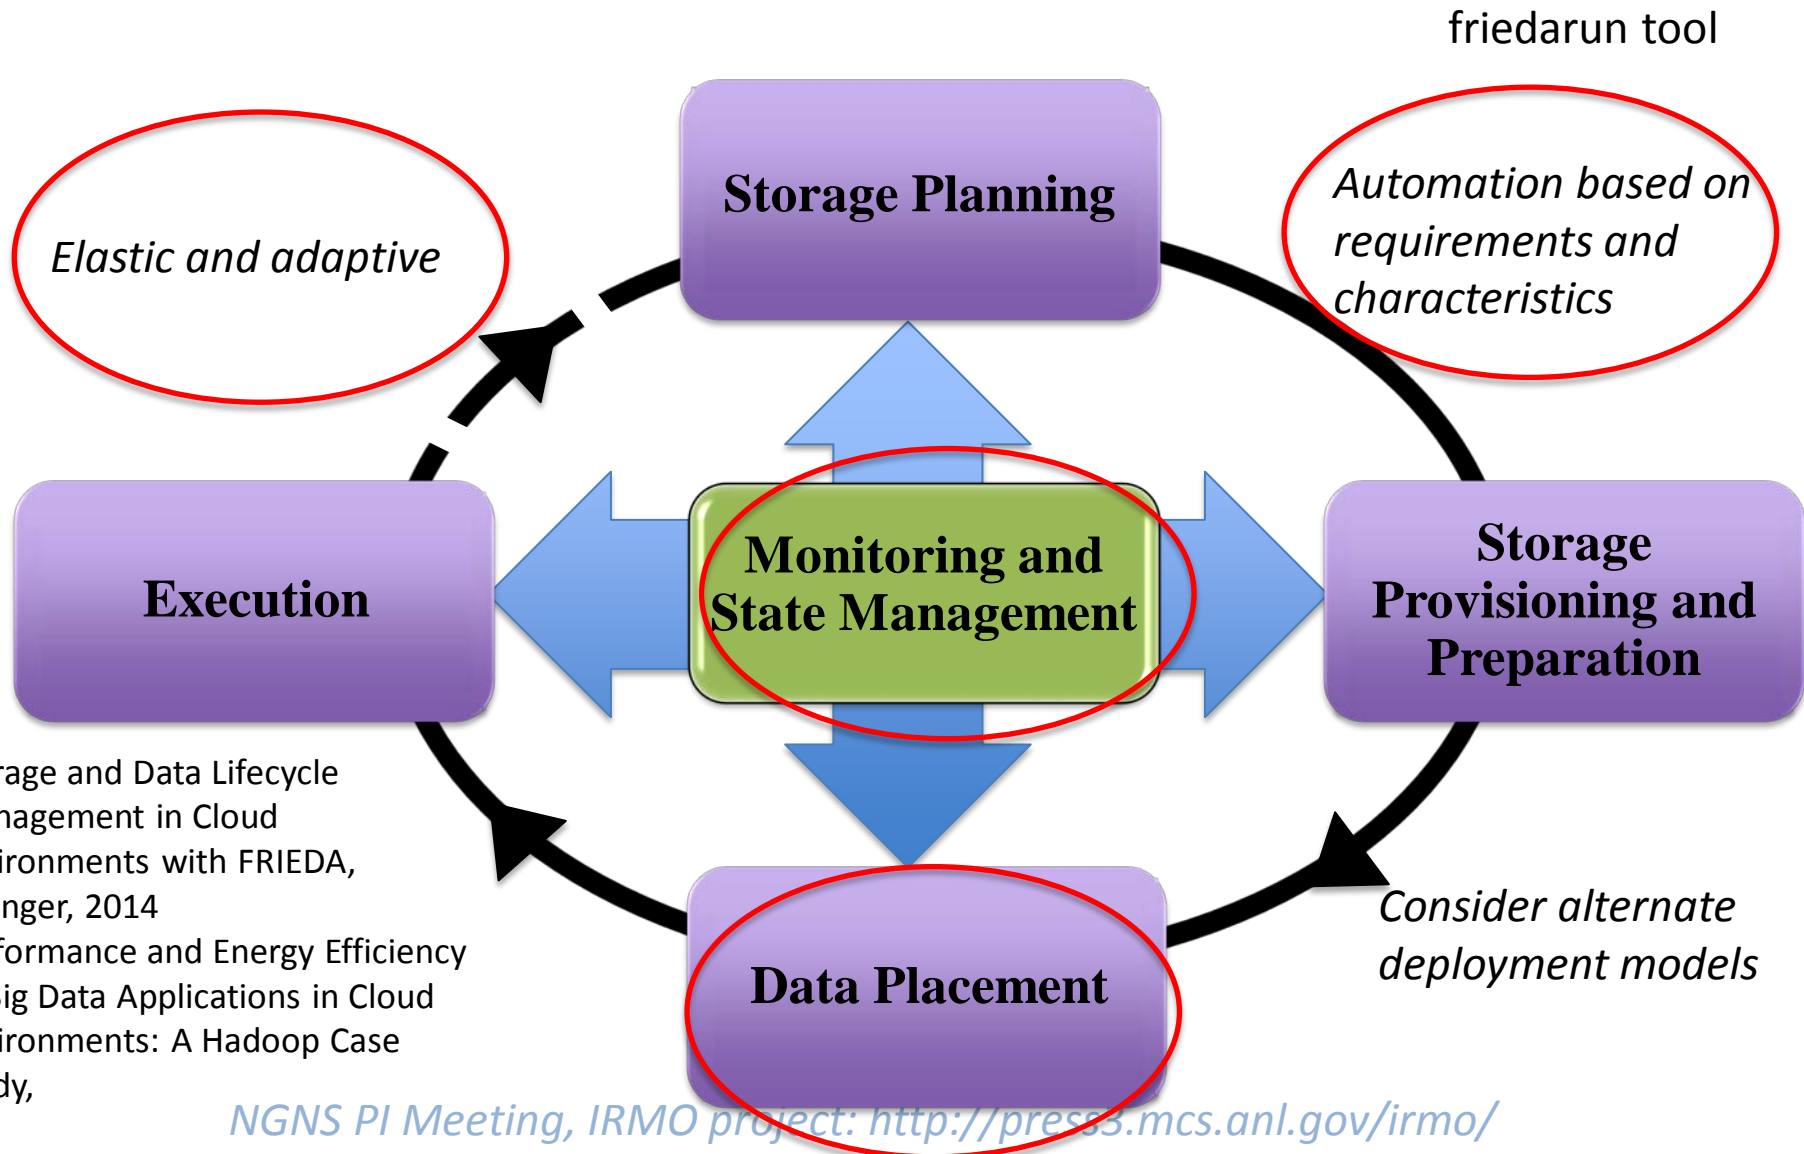 friedarun tool
Storage Planning
Elastic and adaptive
Automation based on
requirements and
characteristics
Monitoring and
State Management
Execution
Storage
Provisioning and
Preparation
rage and Data Lifecycle
nagement in Cloud
ironments with FRIEDA,
nger, 2014
formance and Energy Efficiency
Big Data Applications in Cloud
ironments: A Hadoop Case
dy,
Consider alternate
deployment models
Data Placement
NGNS PI Meeting, IRMO project: http://press3.mcs.anl.gov/irmo/